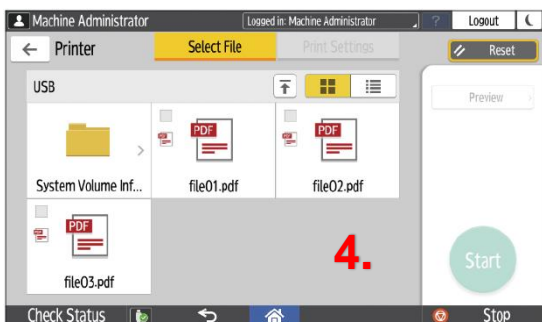 Machine Administrator Logged in: Machine Administrator ? Logout
Printer Select File Print Settings Reset
USB
Preview
PDF PDF
System Volume Inf... file01.pdf file02.pdf
PDF
4.
Start
file03.pdf
Check Status Stop